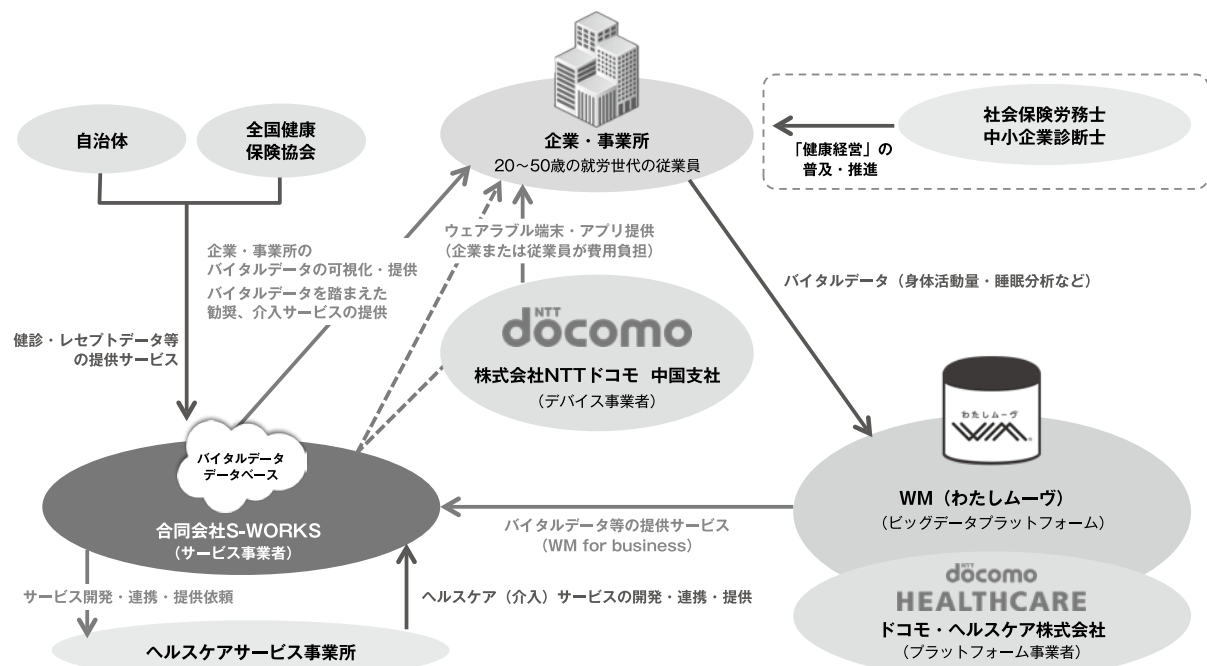 自治体
全国健康
保険協会
企業・事業所
20〜50歳の就労世代の従業員
社会保険労務士
中小企業診断士
「健康経営」の
普及・推進
企業・事業所の
バイタルデータの可視化・提供
バイタルデータを踏まえた
勧奨、介入サービスの提供
ウェアラブル端末・アプリ提供
（企業または従業員が費用負担）
バイタルデータ（身体活動量・睡眠分析など）
健診・レセプトデータ等
の提供サービス
NTT
docomo
株式会社NTTドコモ 中国支社
（デバイス事業者）
わたしムーヴ
WM
WM（わたしムーヴ）
（ビッグデータプラットフォーム）
バイタルデータ
データベース
合同会社S-WORKS
（サービス事業者）
バイタルデータ等の提供サービス
（WM for business）
サービス開発・連携・提供依頼
ヘルスケア（介入）サービスの開発・連携・提供
ヘルスケアサービス事業所
NTT
docomo
HEALTHCARE
ドコモ・ヘルスケア株式会社
（プラットフォーム事業者）